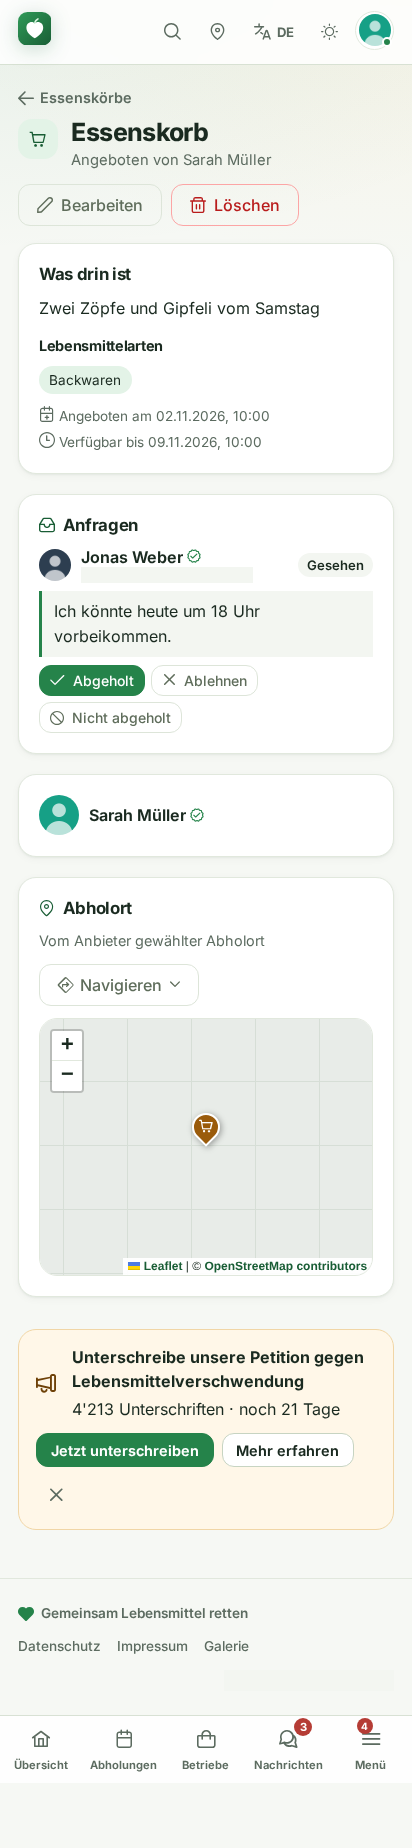 DE
Essenskörbe
Essenskorb
Angeboten von Sarah Müller
Bearbeiten
Löschen
Was drin ist
Zwei Zöpfe und Gipfeli vom Samstag
Lebensmittelarten
Backwaren
Angeboten am 02.11.2026, 10:00
Verfügbar bis 09.11.2026, 10:00
Anfragen
Jonas Weber
Gesehen
Ich könnte heute um 18 Uhr
vorbeikommen.
Abgeholt
Ablehnen
Nicht abgeholt
Sarah Müller
Abholort
Vom Anbieter gewählter Abholort
Navigieren
+
−
Leaflet | © OpenStreetMap contributors
Unterschreibe unsere Petition gegen
Lebensmittelverschwendung
4'213 Unterschriften · noch 21 Tage
Jetzt unterschreiben
Mehr erfahren
Gemeinsam Lebensmittel retten
Datenschutz
Impressum
Galerie
3
4
Übersicht
Abholungen
Betriebe
Nachrichten
Menü